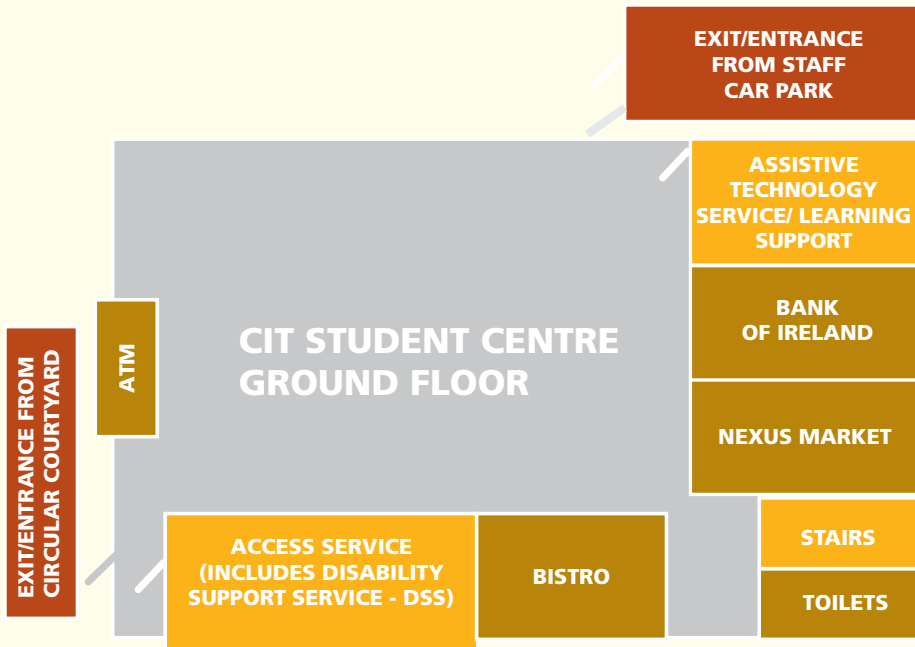 EXIT/ENTRANCE
FROM STAFF
CAR PARK
ASSISTIVE
TECHNOLOGY
SERVICE/ LEARNING
SUPPORT
BANK
OF IRELAND
CIT STUDENT CENTRE
GROUND FLOOR
ATM
EXIT/ENTRANCE FROM
CIRCULAR COURTYARD
NEXUS MARKET
ACCESS SERVICE
(INCLUDES DISABILITY
SUPPORT SERVICE - DSS)
BISTRO
STAIRS
TOILETS